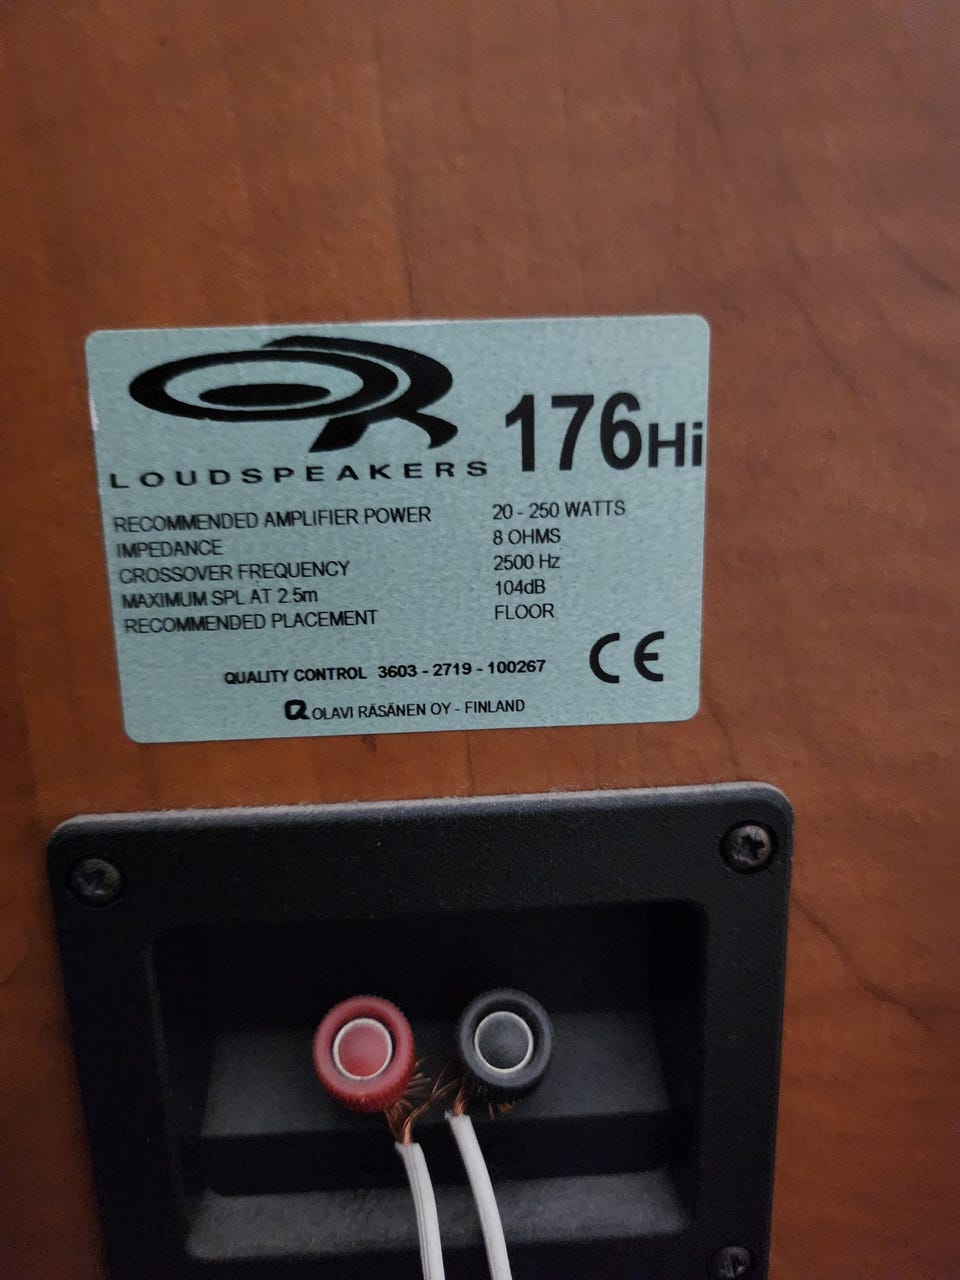 OR
LOUDSPEAKERS 176Hi
RECOMMENDED AMPLIFIER POWER 20 - 250 WATTS
IMPEDANCE 8 OHMS
CROSSOVER FREQUENCY 2500 Hz
MAXIMUM SPL AT 2.5m 104dB
RECOMMENDED PLACEMENT FLOOR
QUALITY CONTROL 3603 - 2719 - 100267
CE
OLAVI RÄSÄNEN OY - FINLAND